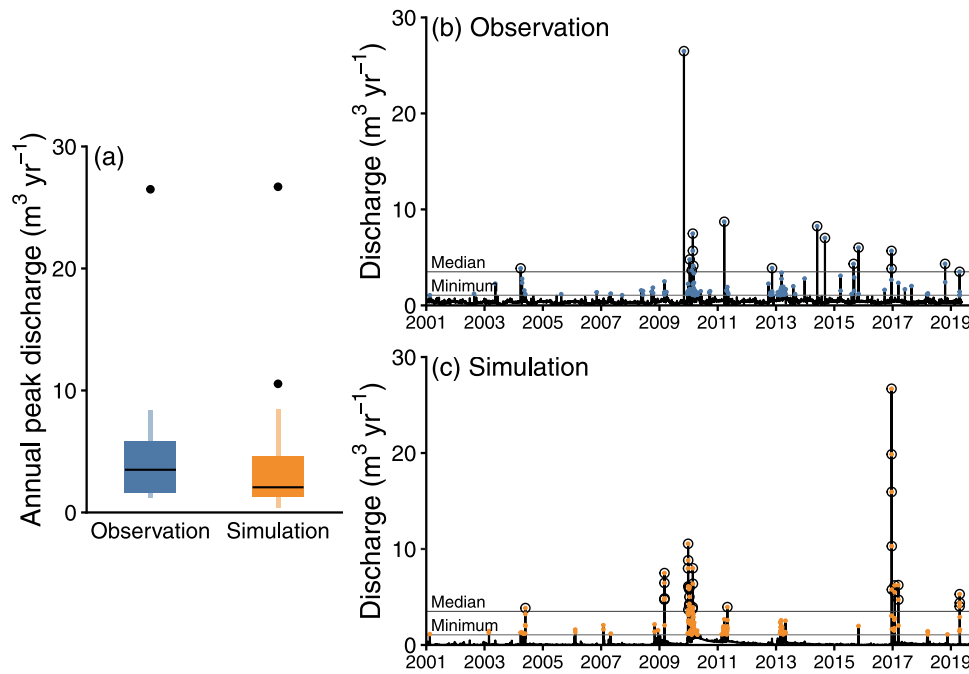 (a)
Annual peak discharge (m³ yr⁻¹)
30
20
10
0
Observation Simulation
(b) Observation
Discharge (m³ yr⁻¹)
30
20
10
0
Median
Minimum
2001 2003 2005 2007 2009 2011 2013 2015 2017 2019
(c) Simulation
Discharge (m³ yr⁻¹)
30
20
10
0
Median
Minimum
2001 2003 2005 2007 2009 2011 2013 2015 2017 2019